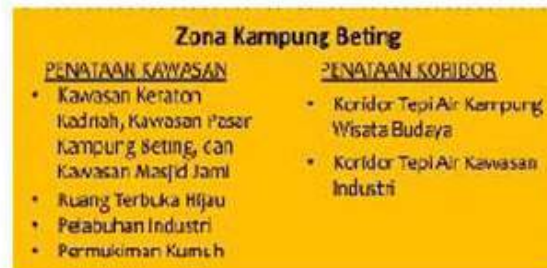 Zona Kampung Beting
PENATAAN KAWASAN
• Kawasan Keraton
Kadriah, Kawasan Pasar
Kampung Beting, dan
Kawasan Masjid Jami
• Ruang Terbuka Hijau
• Pelabuhan Industri
• Permukiman Kumuh
PENATAAN KORIDOR
• Koridor Tepi Air Kampung
Wisata Budaya
• Koridor Tepi Air Kawasan
Industri